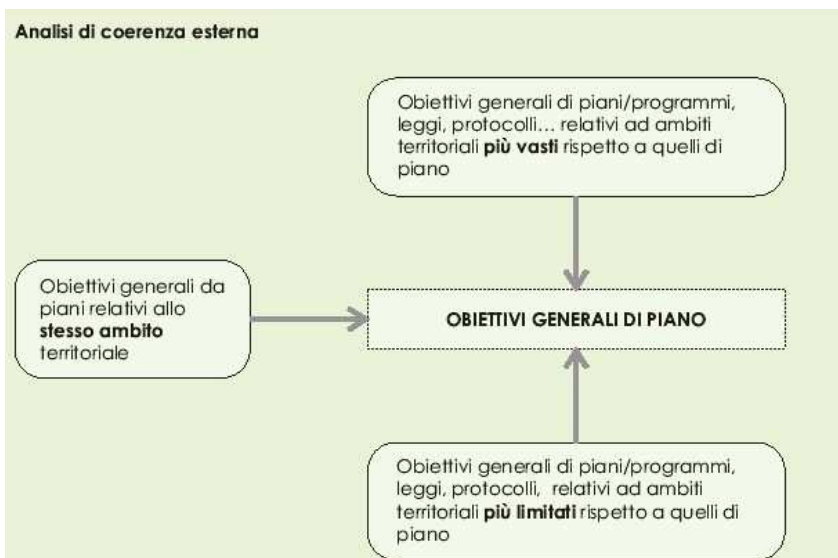 Analisi di coerenza esterna
Obiettivi generali di piani/programmi,
leggi, protocolli... relativi ad ambiti
territoriali più vasti rispetto a quelli di
piano
Obiettivi generali da
piani relativi allo
stesso ambito
territoriale
OBIETTIVI GENERALI DI PIANO
Obiettivi generali di piani/programmi,
leggi, protocolli, relativi ad ambiti
territoriali più limitati rispetto a quelli di
piano